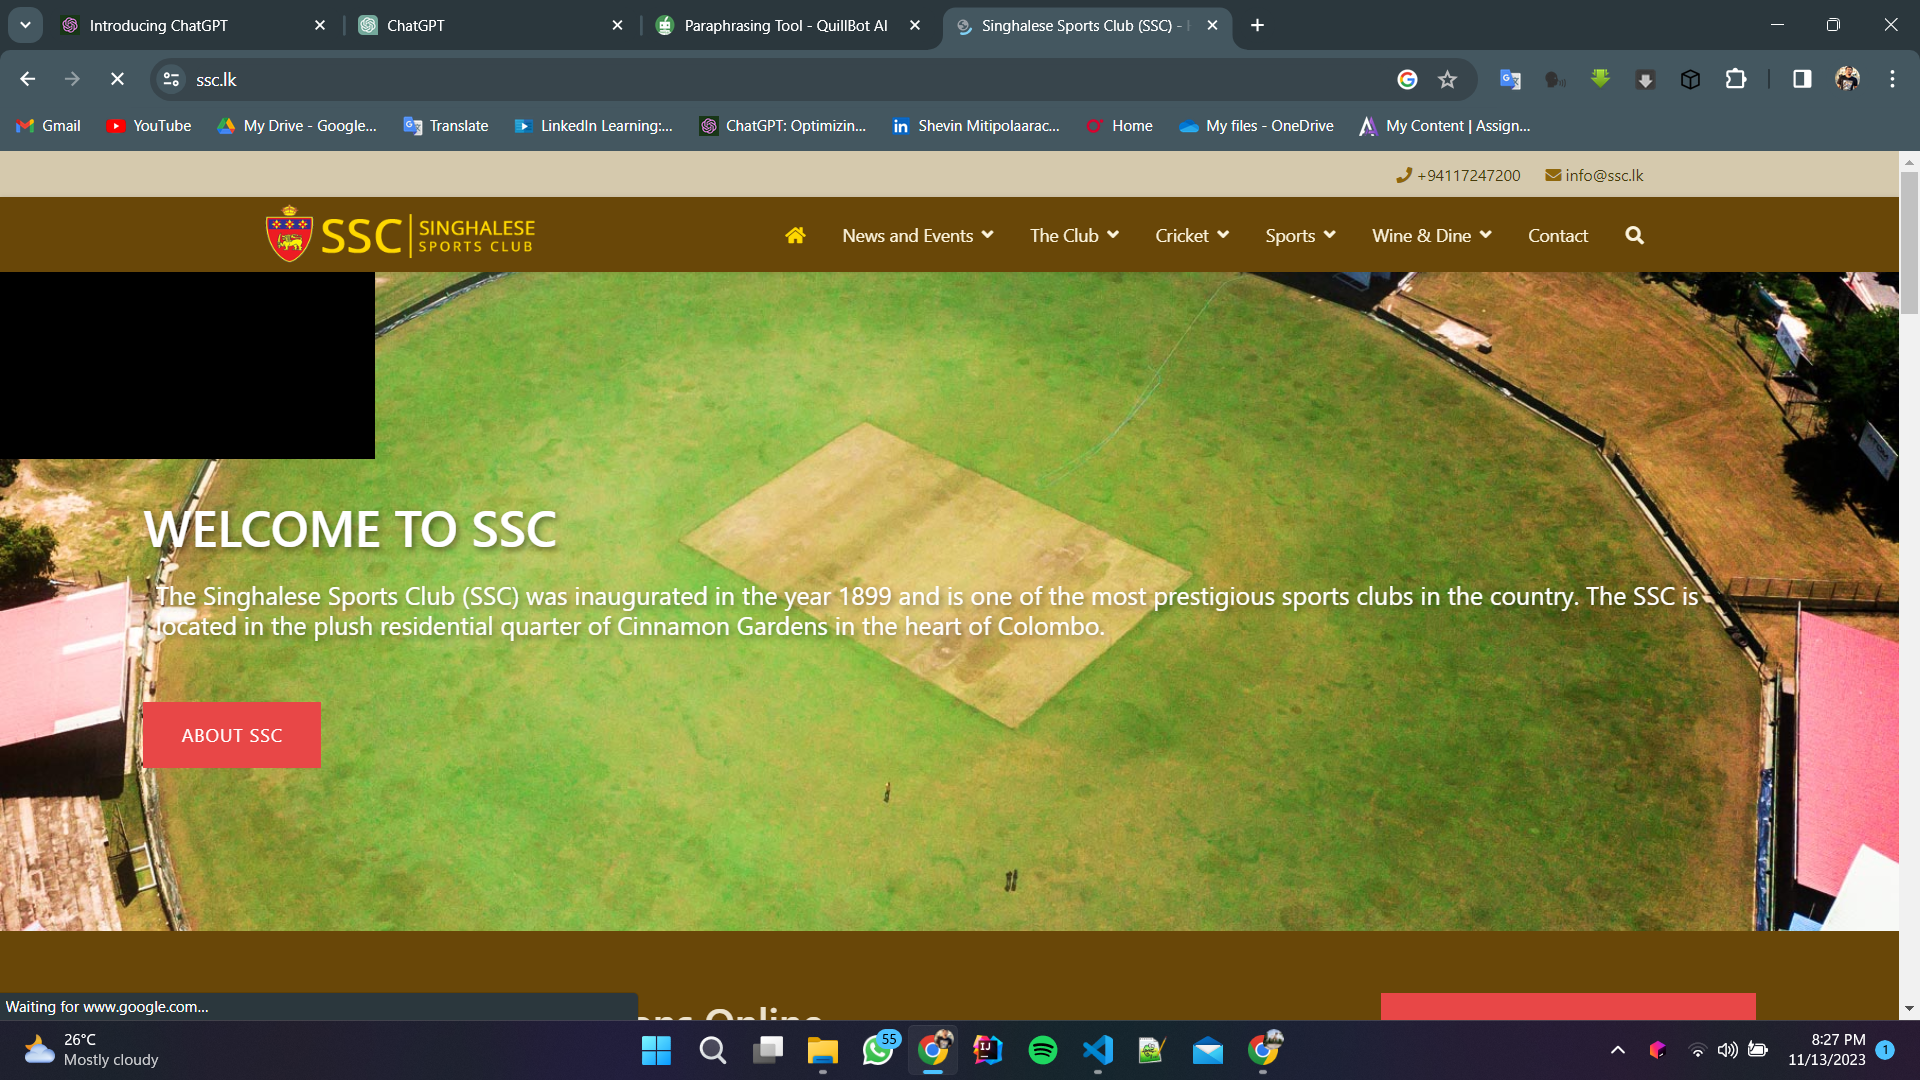 Introducing ChatGPT
ChatGPT
Paraphrasing Tool - QuillBot AI
Singhalese Sports Club (SSC) -
ssc.lk
Gmail
YouTube
My Drive - Google...
Translate
LinkedIn Learning:...
ChatGPT: Optimizin...
Shevin Mitipolaarac...
Home
My files - OneDrive
My Content | Assign...
+94117247200
info@ssc.lk
SSC
SINGHALESE
SPORTS CLUB
News and Events
The Club
Cricket
Sports
Wine & Dine
Contact
WELCOME TO SSC
The Singhalese Sports Club (SSC) was inaugurated in the year 1899 and is one of the most prestigious sports clubs in the country. The SSC is
located in the plush residential quarter of Cinnamon Gardens in the heart of Colombo.
ABOUT SSC
Online
Waiting for www.google.com...
26°C
Mostly cloudy
55
8:27 PM
11/13/2023
1